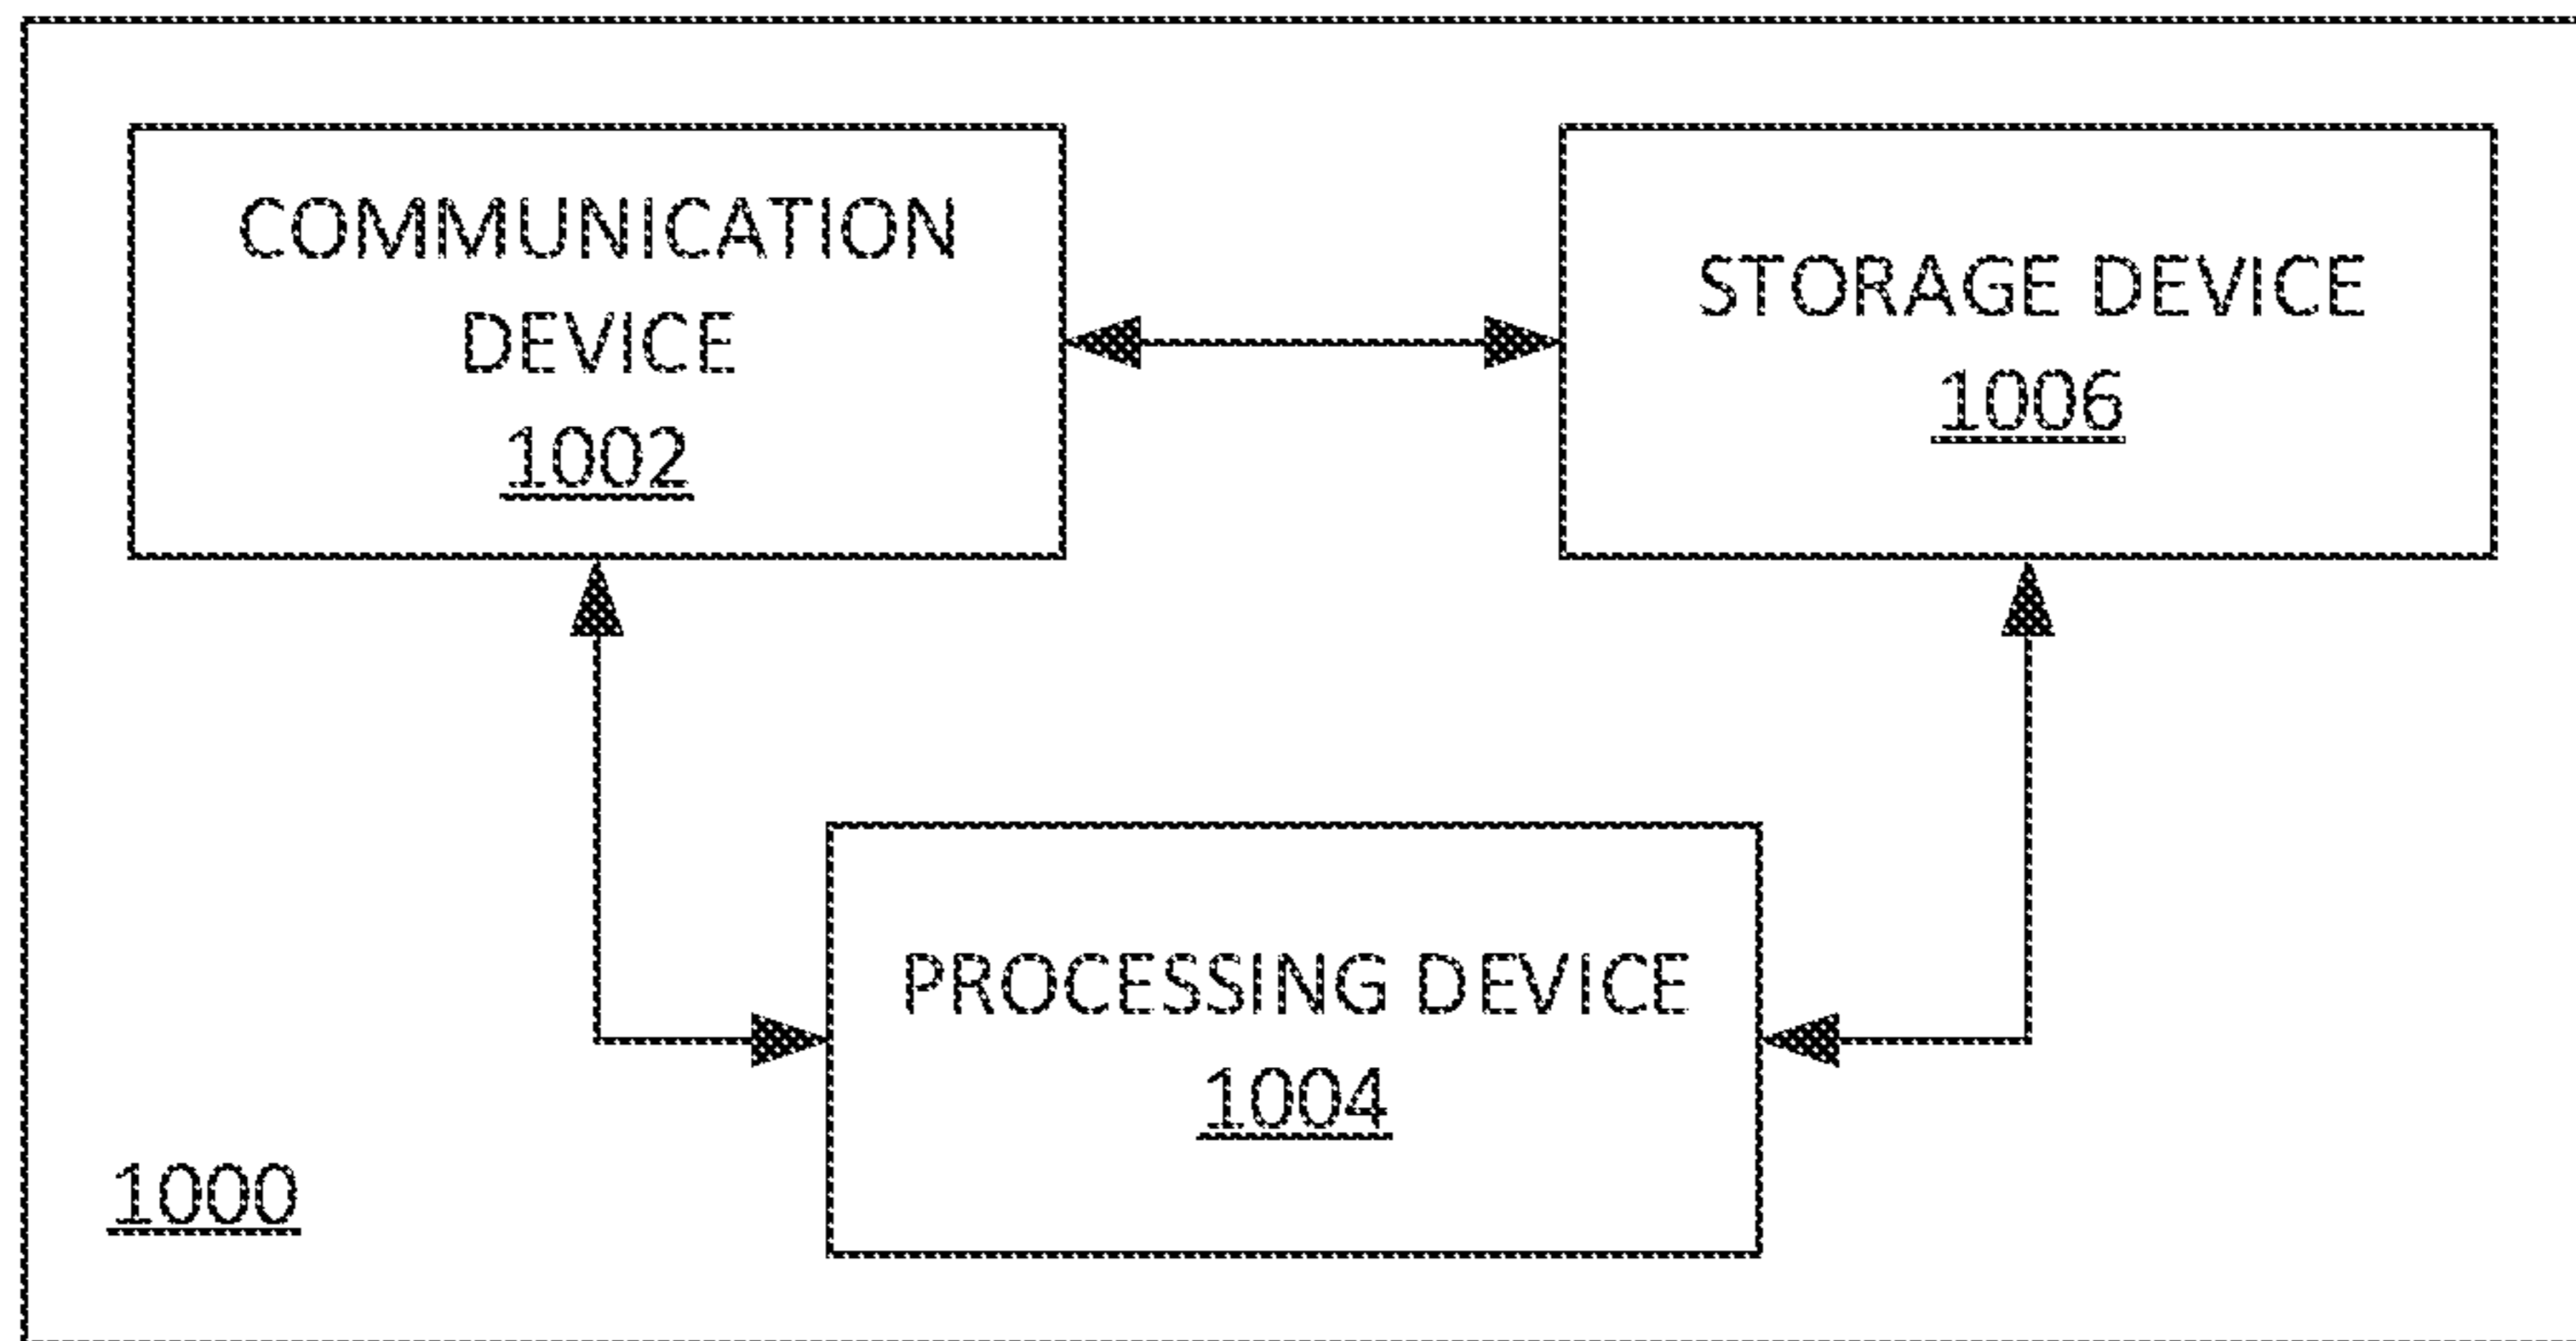 COMMUNICATION
DEVICE
1002
STORAGE DEVICE
1006
PROCESSING DEVICE
1004
1000